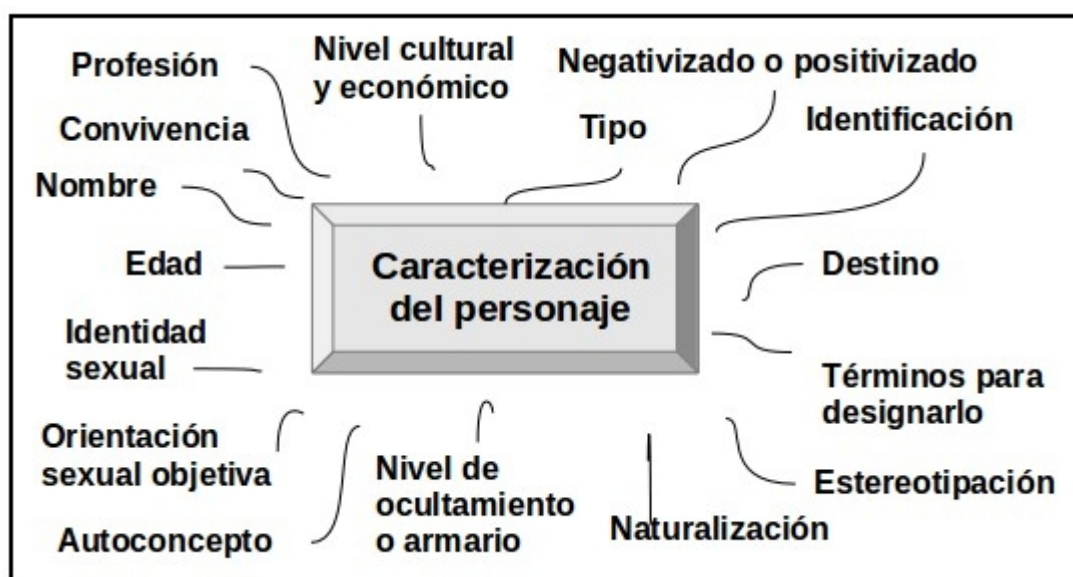 Profesión
Nivel cultural
y económico
Negativizado o positivizado
Convivencia
Tipo
Identificación
Nombre
Edad
Caracterización
del personaje
Destino
Identidad
sexual
Términos para
designarlo
Orientación
sexual objetiva
Nivel de
ocultamiento
o armario
Estereotipación
Autoconcepto
Naturalización